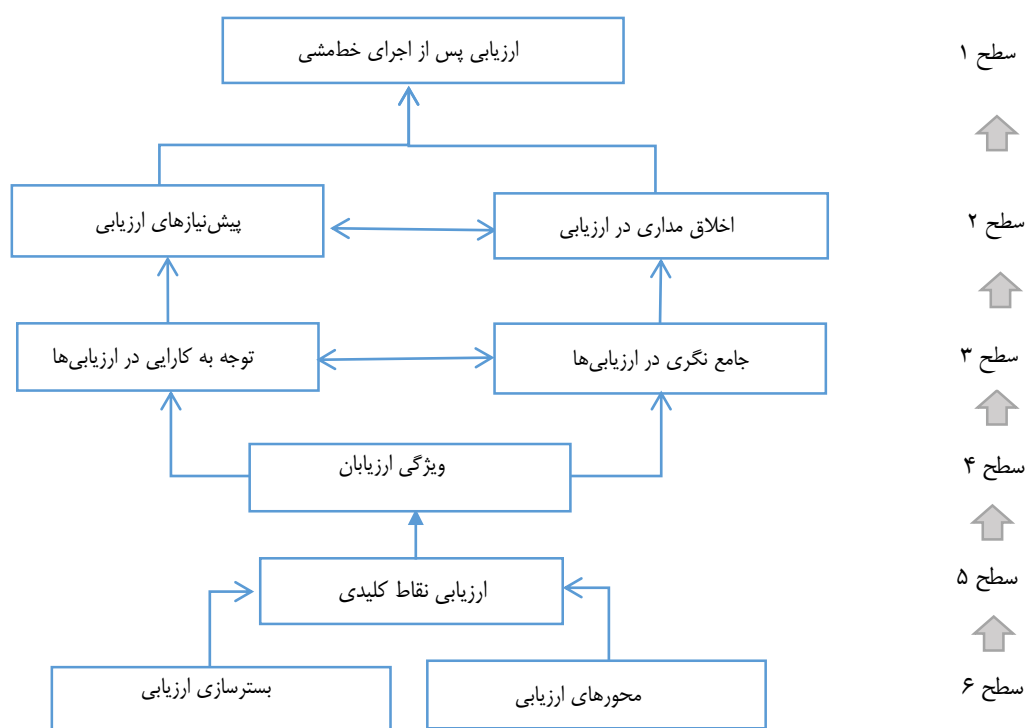 ارزیابی پس از اجرای خط‌مشی
سطح ۱
پیش‌نیازهای ارزیابی
اخلاق مداری در ارزیابی
سطح ۲
توجه به کارایی در ارزیابی‌ها
جامع نگری در ارزیابی‌ها
سطح ۳
ویژگی ارزیابان
سطح ۴
ارزیابی نقاط کلیدی
سطح ۵
بسترسازی ارزیابی
محورهای ارزیابی
سطح ۶